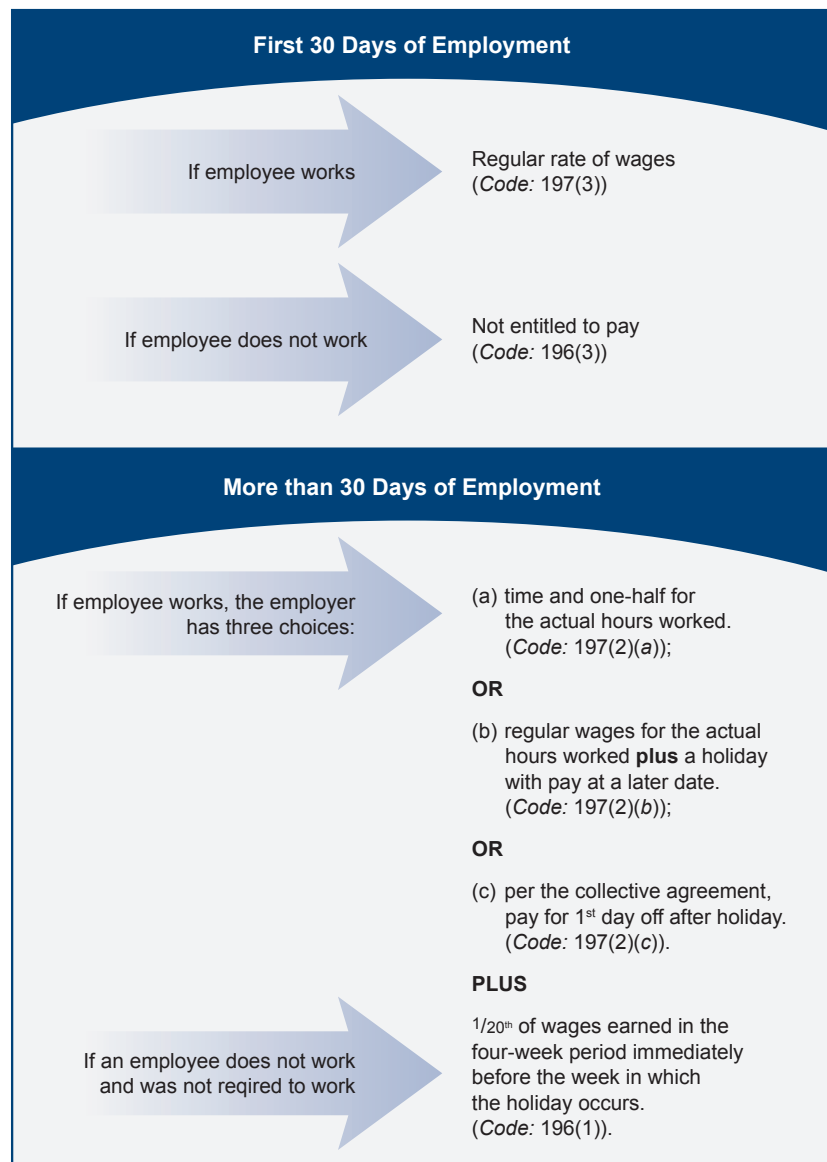 First 30 Days of Employment
If employee works
Regular rate of wages
(Code: 197(3))
If employee does not work
Not entitled to pay
(Code: 196(3))
More than 30 Days of Employment
If employee works, the employer
has three choices:
(a) time and one-half for
the actual hours worked.
(Code: 197(2)(a));
OR
(b) regular wages for the actual
hours worked plus a holiday
with pay at a later date.
(Code: 197(2)(b));
OR
(c) per the collective agreement,
pay for 1st day off after holiday.
(Code: 197(2)(c)).
PLUS
If an employee does not work
and was not reqired to work
1/20th of wages earned in the
four-week period immediately
before the week in which
the holiday occurs.
(Code: 196(1)).